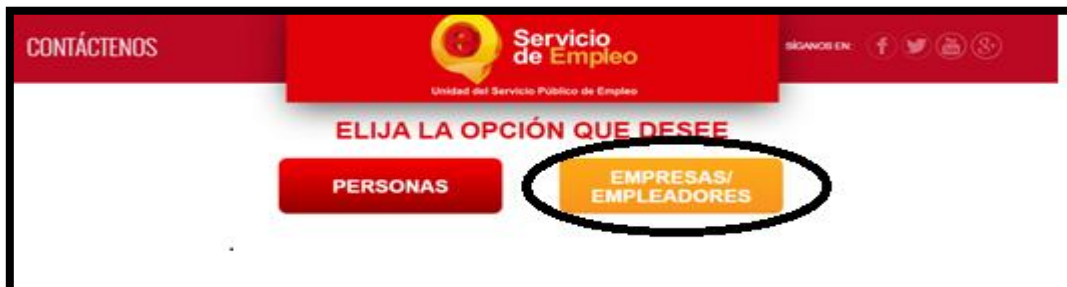 CONTÁCTENOS
Servicio
de Empleo
Unidad del Servicio Público de Empleo
SÍGANOS EN:
ELIJA LA OPCIÓN QUE DESEE
PERSONAS
EMPRESAS/
EMPLEADORES